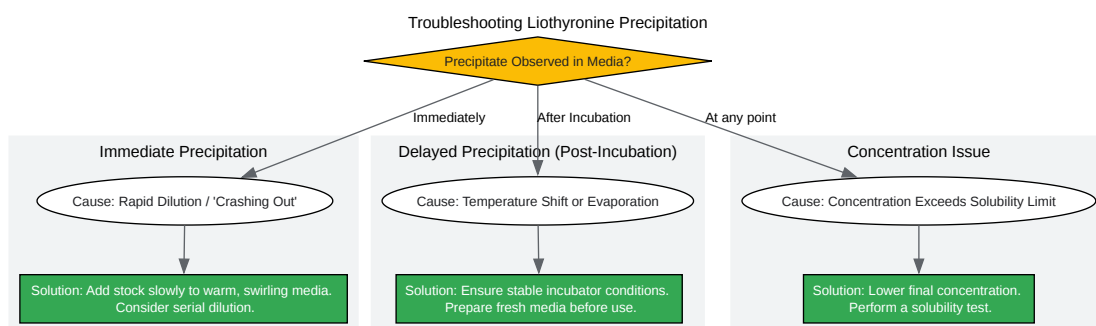 Troubleshooting Liothyronine Precipitation
Precipitate Observed in Media?
Immediately
After Incubation
At any point
Immediate Precipitation
Delayed Precipitation (Post-Incubation)
Concentration Issue
Cause: Rapid Dilution / 'Crashing Out'
Cause: Temperature Shift or Evaporation
Cause: Concentration Exceeds Solubility Limit
Solution: Add stock slowly to warm, swirling media.
Consider serial dilution.
Solution: Ensure stable incubator conditions.
Prepare fresh media before use.
Solution: Lower final concentration.
Perform a solubility test.